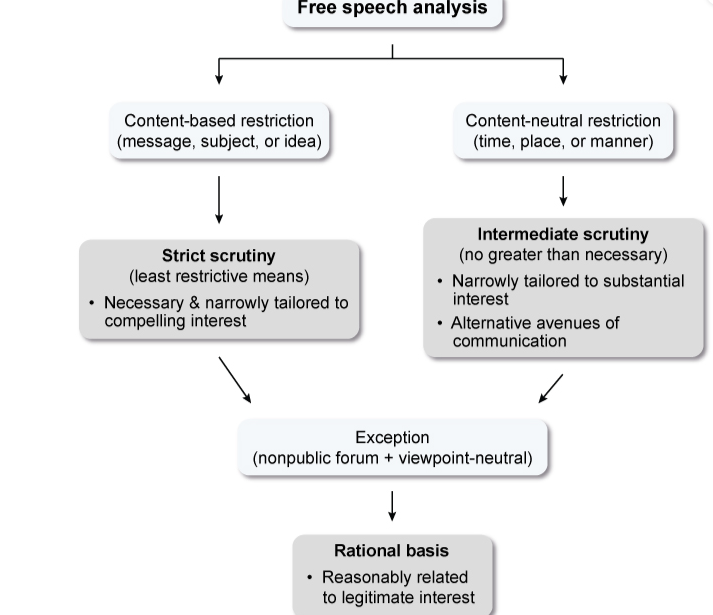 Free speech analysis
Content-based restriction
(message, subject, or idea)
Content-neutral restriction
(time, place, or manner)
Strict scrutiny
(least restrictive means)
• Necessary & narrowly tailored to
compelling interest
Intermediate scrutiny
(no greater than necessary)
• Narrowly tailored to substantial
interest
• Alternative avenues of
communication
Exception
(nonpublic forum + viewpoint-neutral)
Rational basis
• Reasonably related
to legitimate interest